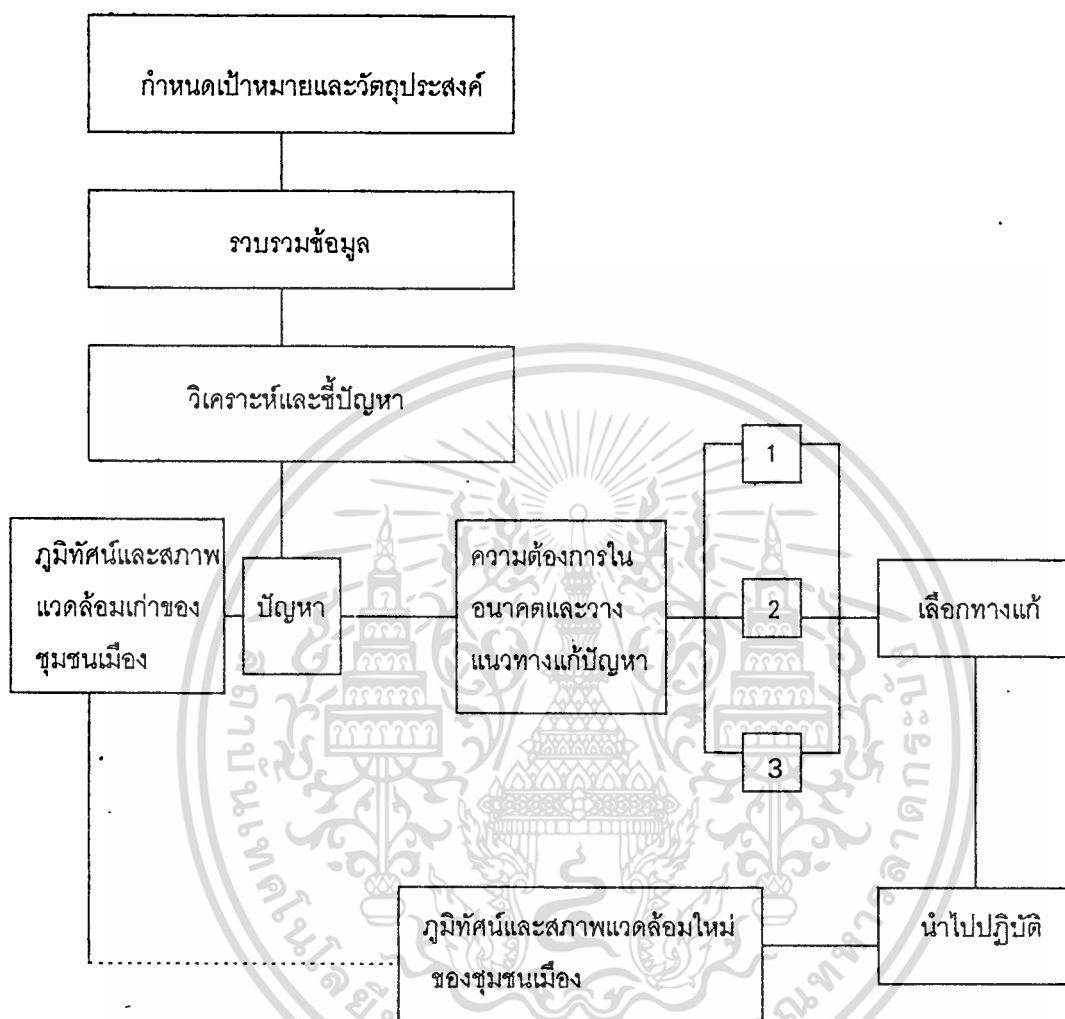 กำหนดเป้าหมายและวัตถุประสงค์
รวบรวมข้อมูล
วิเคราะห์และชี้ปัญหา
ภูมิทัศน์และสภาพ
แวดล้อมเก่าของ
ชุมชนเมือง
ปัญหา
ความต้องการใน
อนาคตและวาง
แนวทางแก้ปัญหา
1
2
3
เลือกทางแก้
นำไปปฏิบัติ
ภูมิทัศน์และสภาพแวดล้อมใหม่
ของชุมชนเมือง